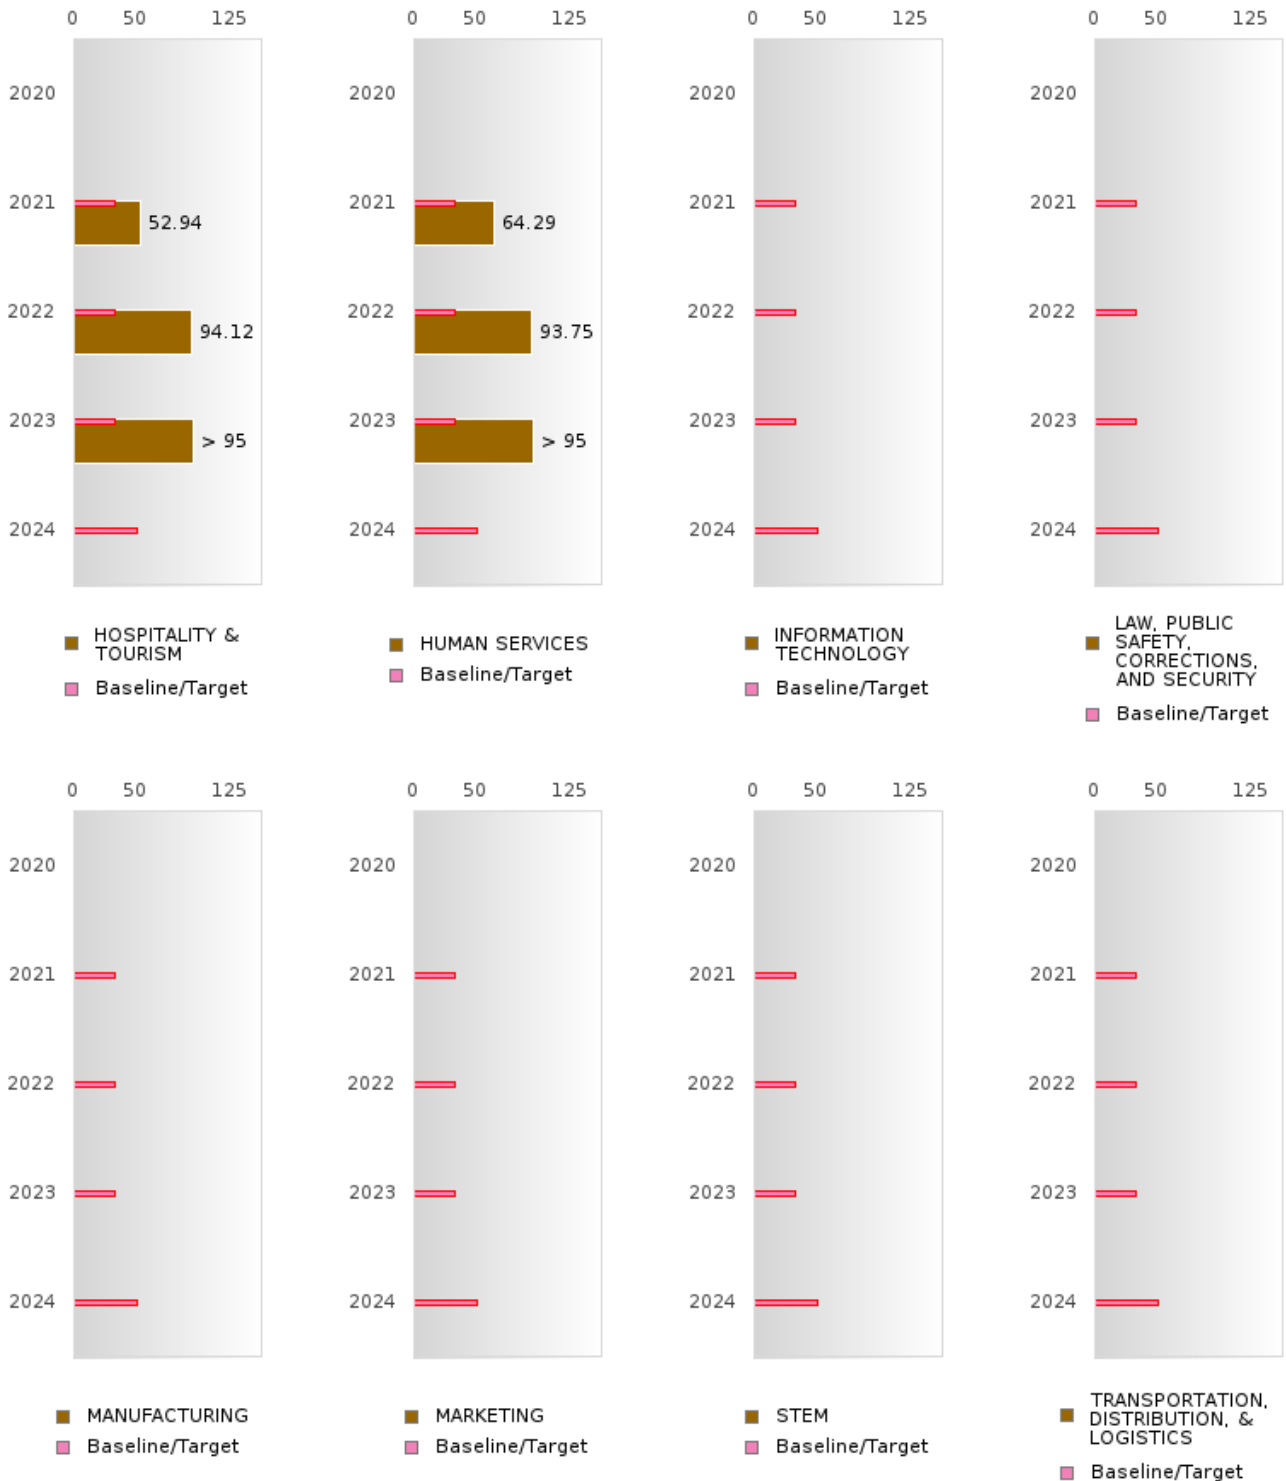 0 50 125
2020
2021
52.94
2022
94.12
2023
> 95
2024
HOSPITALITY &
TOURISM
Baseline/Target
0 50 125
2020
2021
64.29
2022
93.75
2023
> 95
2024
HUMAN SERVICES
Baseline/Target
0 50 125
2020
2021
2022
2023
2024
INFORMATION
TECHNOLOGY
Baseline/Target
0 50 125
2020
2021
2022
2023
2024
LAW, PUBLIC
SAFETY,
CORRECTIONS,
AND SECURITY
Baseline/Target
0 50 125
2020
2021
2022
2023
2024
MANUFACTURING
Baseline/Target
0 50 125
2020
2021
2022
2023
2024
MARKETING
Baseline/Target
0 50 125
2020
2021
2022
2023
2024
STEM
Baseline/Target
0 50 125
2020
2021
2022
2023
2024
TRANSPORTATION,
DISTRIBUTION, &
LOGISTICS
Baseline/Target